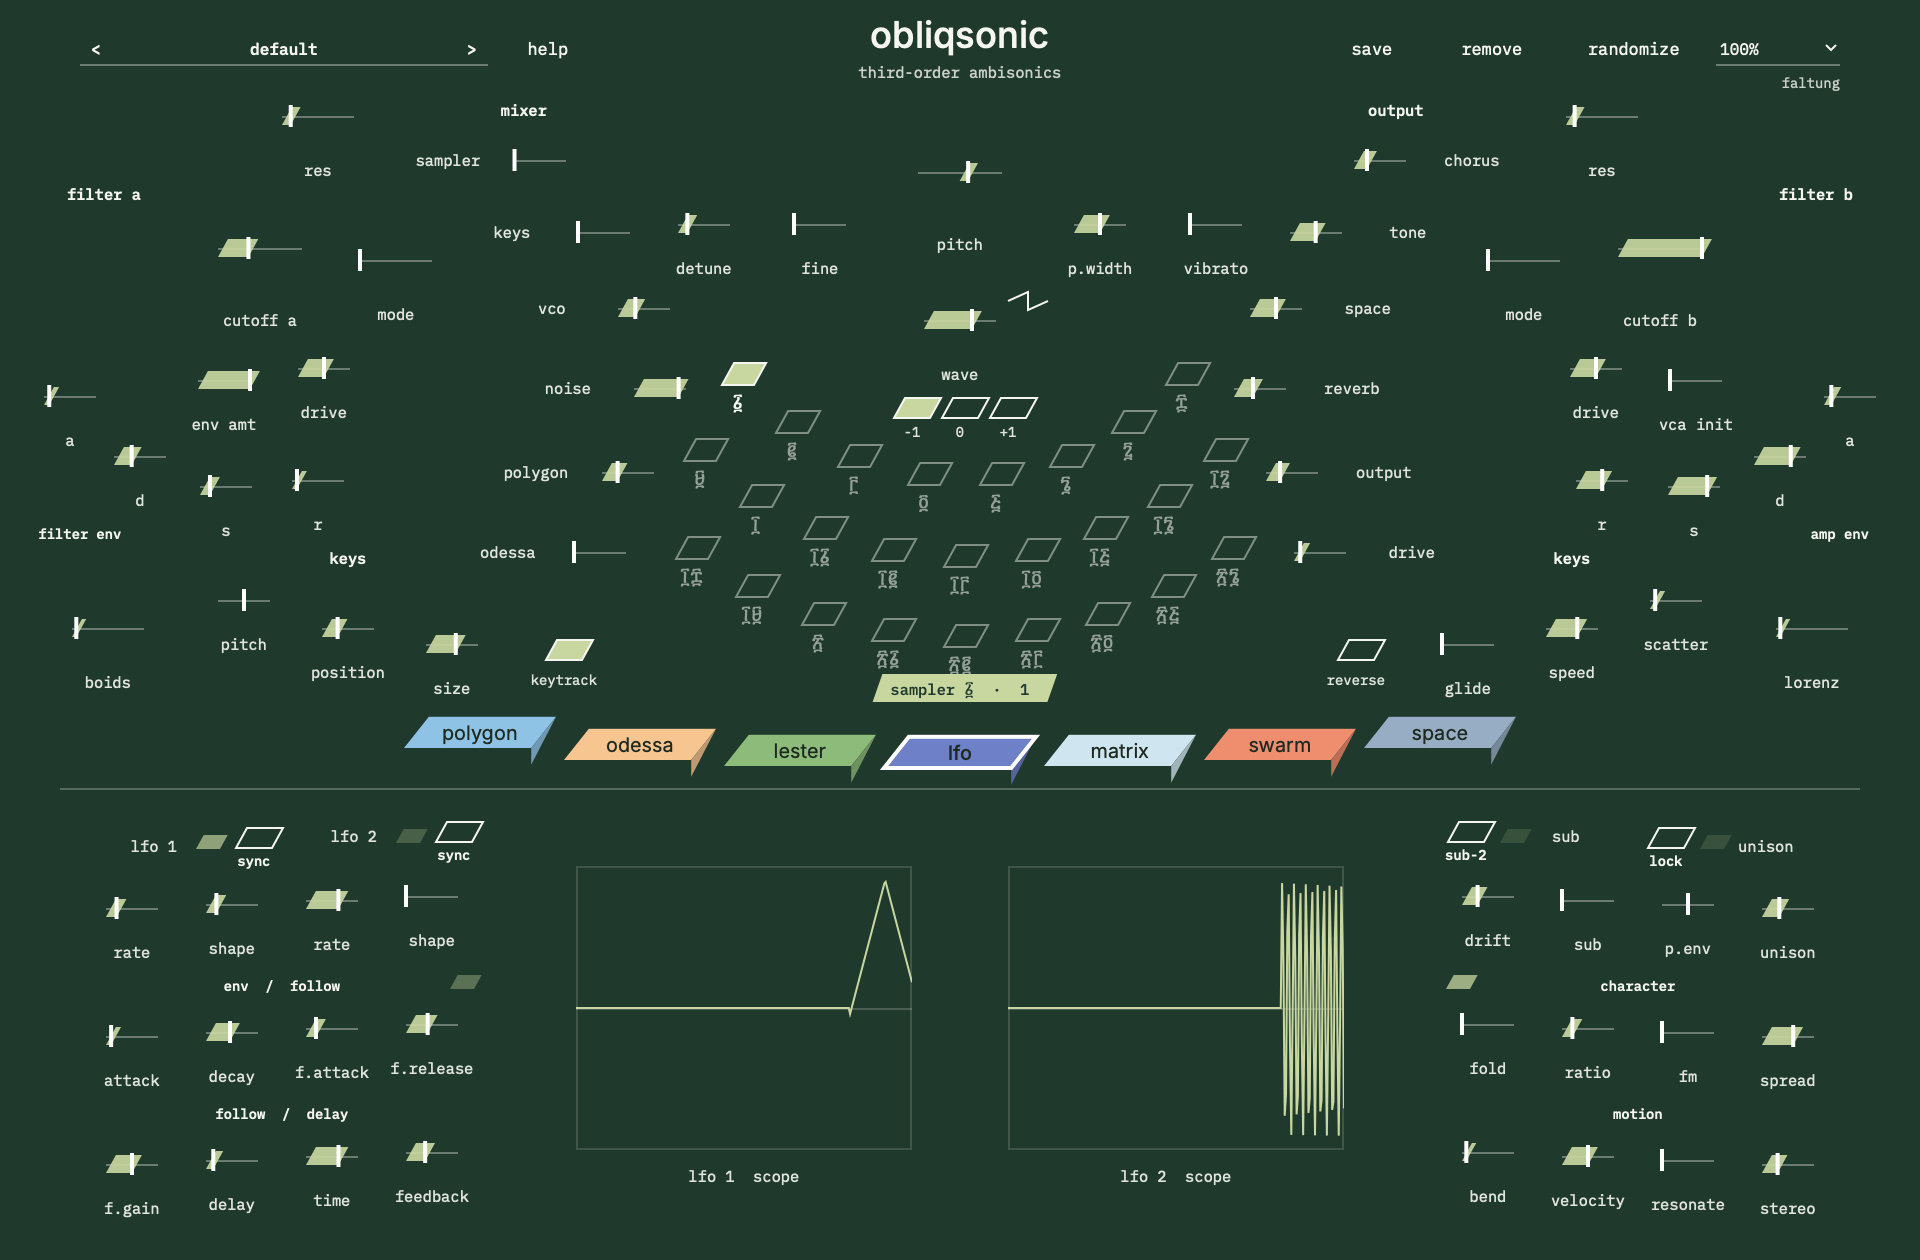 < default >
help
obliqsonic
third-order ambisonics
save
remove
randomize
100%
faltung
mixer
output
res
sampler
chorus
res
filter a
filter b
keys
detune
fine
pitch
p.width
vibrato
tone
cutoff a
mode
vco
space
mode
cutoff b
noise
wave
reverb
env amt
drive
-1 0 +1
drive
vca init
a
a
d
polygon
output
d
s
r
r
s
filter env
amp env
odessa
drive
keys
keys
boids
pitch
position
size
keytrack
sampler · 1
reverse
glide
speed
scatter
lorenz
polygon
odessa
lester
lfo
matrix
swarm
space
lfo 1
sync
lfo 2
sync
sub-2
sub
lock
unison
rate
shape
rate
shape
drift
sub
p.env
unison
env / follow
character
attack
decay
f.attack
f.release
fold
ratio
fm
spread
follow / delay
motion
f.gain
delay
time
feedback
lfo 1 scope
lfo 2 scope
bend
velocity
resonate
stereo